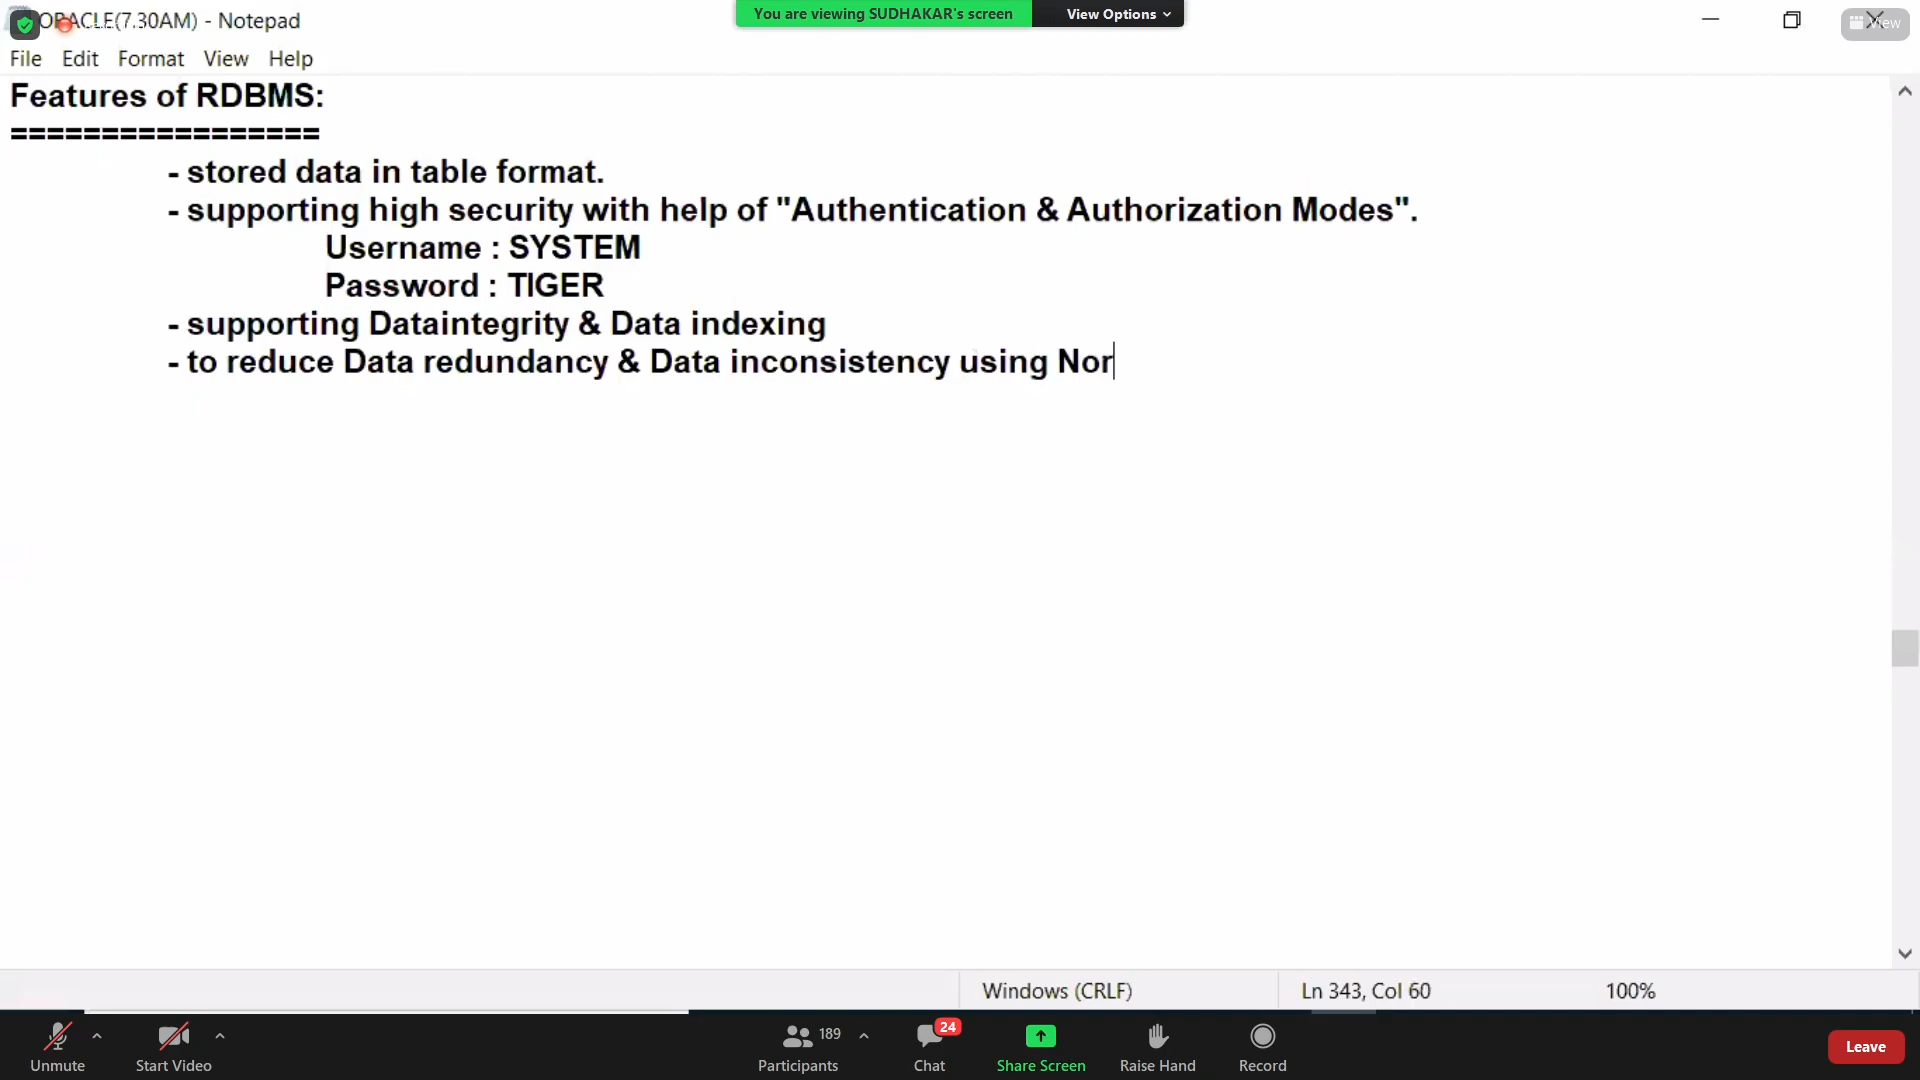 ORACLE(7.30AM) - Notepad
You are viewing SUDHAKAR's screen
View Options
View
File Edit Format View Help
Features of RDBMS:
=================
- stored data in table format.
- supporting high security with help of "Authentication & Authorization Modes".
Username : SYSTEM
Password : TIGER
- supporting Dataintegrity & Data indexing
- to reduce Data redundancy & Data inconsistency using Nor
Windows (CRLF) Ln 343, Col 60 100%
189 24
Unmute Start Video Participants Chat Share Screen Raise Hand Record Leave